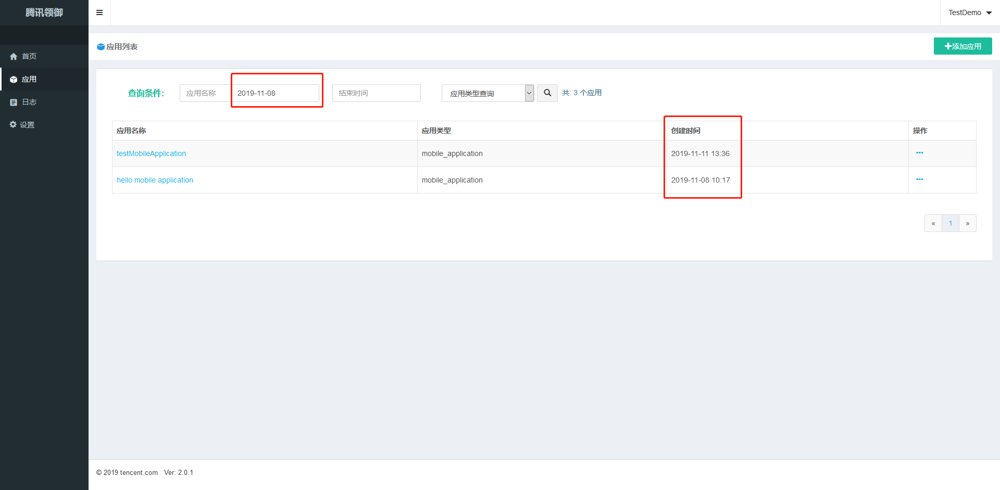 腾讯领御
TestDemo
首页
应用
日志
设置
应用列表
添加应用
查询条件:
应用名称
2019-11-08
结束时间
应用类型查询
共: 3 个应用
应用名称 应用类型 创建时间 操作
testMobileApplication mobile_application 2019-11-11 13:36
hello mobile application mobile_application 2019-11-08 10:17
« 1 »
© 2019 tencent.com Ver: 2.0.1